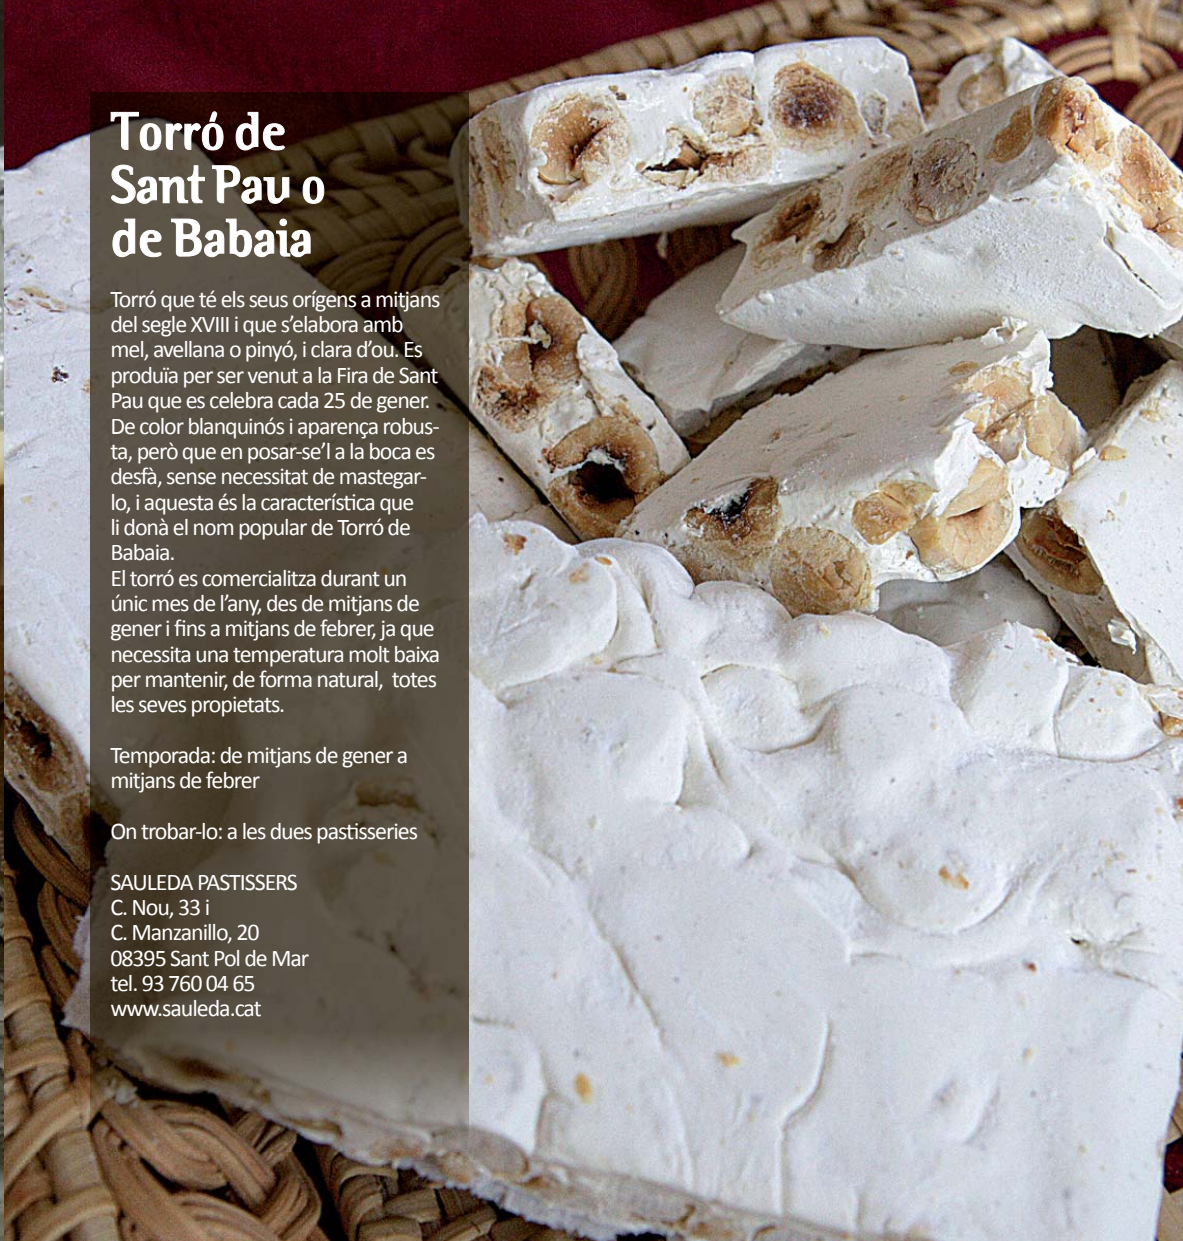 Torró de
Sant Pau o
de Babaia
Torró que té els seus orígens a mitjans
del segle XVIII i que s’elabora amb
mel, avellana o pinyó, i clara d’ou. Es
produïa per ser venut a la Fira de Sant
Pau que es celebra cada 25 de gener.
De color blanquinós i aparença robus-
ta, però que en posar-se’l a la boca es
desfà, sense necessitat de mastegar-
lo, i aquesta és la característica que
li donà el nom popular de Torró de
Babaia.
El torró es comercialitza durant un
únic mes de l’any, des de mitjans de
gener i fins a mitjans de febrer, ja que
necessita una temperatura molt baixa
per mantenir, de forma natural, totes
les seves propietats.
Temporada: de mitjans de gener a
mitjans de febrer
On trobar-lo: a les dues pastisseries
SAULEDA PASTISSERS
C. Nou, 33 i
C. Manzanillo, 20
08395 Sant Pol de Mar
tel. 93 760 04 65
www.sauleda.cat